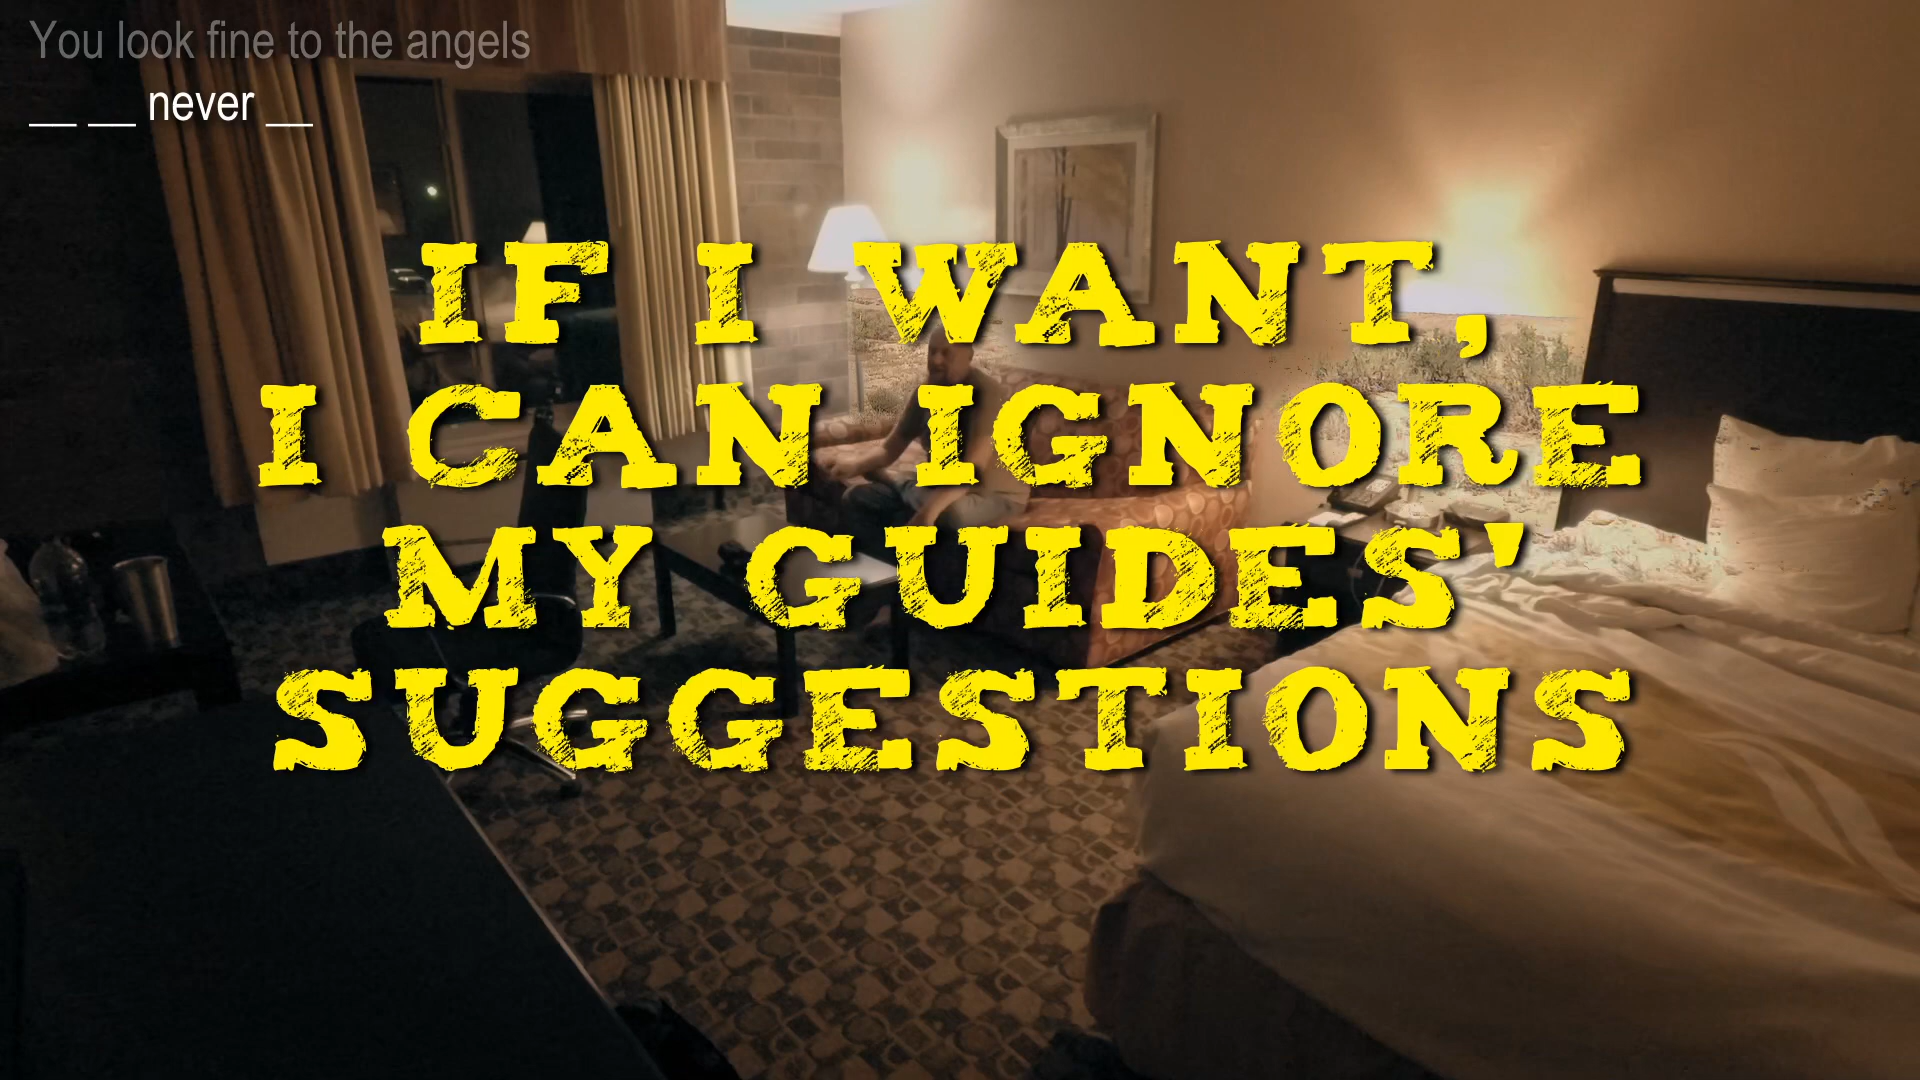 You look fine to the angels
__ __ never __
IF I WANT,
I CAN IGNORE
MY GUIDES'
SUGGESTIONS